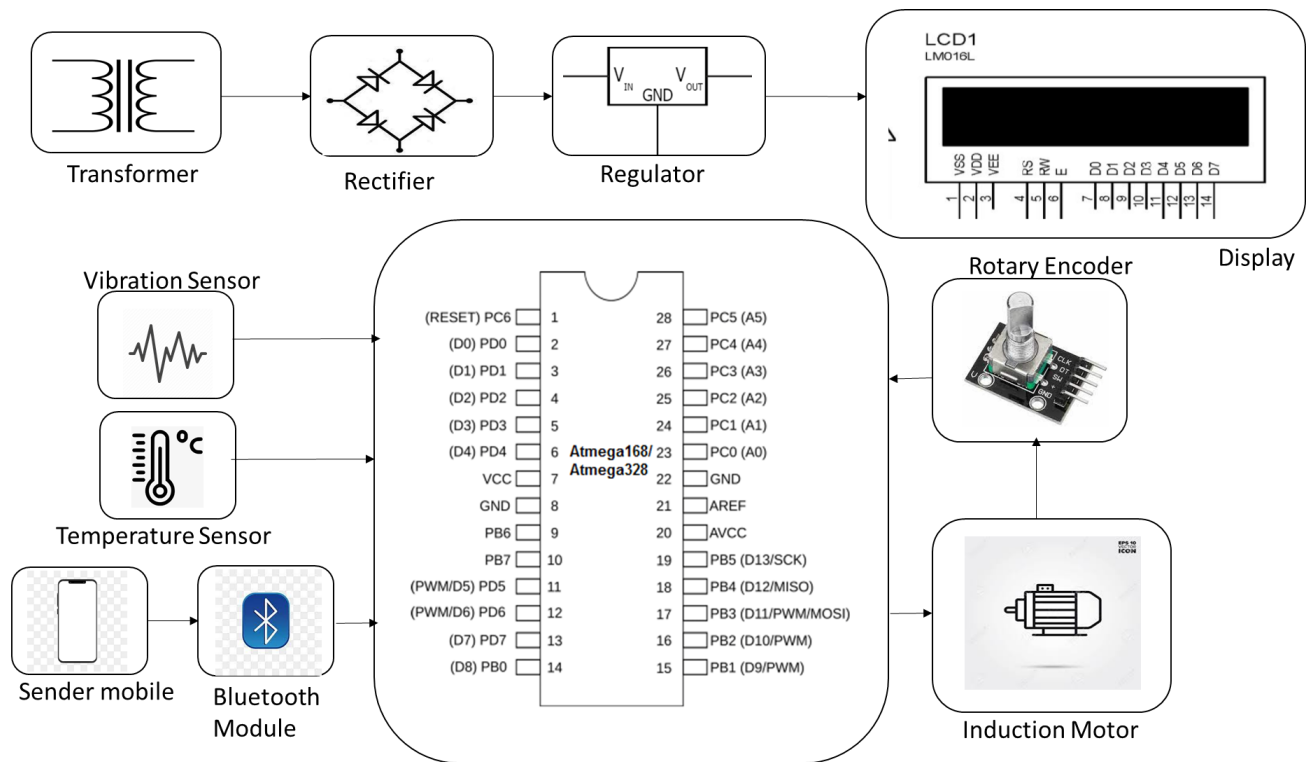 Transformer
Rectifier
V IN
V OUT
GND
Regulator
LCD1
LM016L
VSS
VDD
VEE
RS
RW
E
D0
D1
D2
D3
D4
D5
D6
D7
1
2
3
4
5
6
7
8
9
10
11
12
13
14
Display
Vibration Sensor
°C
Temperature Sensor
Sender mobile
Bluetooth
Module
(RESET) PC6 1 28 PC5 (A5)
(D0) PD0 2 27 PC4 (A4)
(D1) PD1 3 26 PC3 (A3)
(D2) PD2 4 25 PC2 (A2)
(D3) PD3 5 24 PC1 (A1)
(D4) PD4 6 Atmega168/ 23 PC0 (A0)
Atmega328
VCC 7 22 GND
GND 8 21 AREF
PB6 9 20 AVCC
PB7 10 19 PB5 (D13/SCK)
(PWM/D5) PD5 11 18 PB4 (D12/MISO)
(PWM/D6) PD6 12 17 PB3 (D11/PWM/MOSI)
(D7) PD7 13 16 PB2 (D10/PWM)
(D8) PB0 14 15 PB1 (D9/PWM)
Rotary Encoder
CLK
DT
SW
+
GND
EPS 10
VECTOR
ICON
Induction Motor